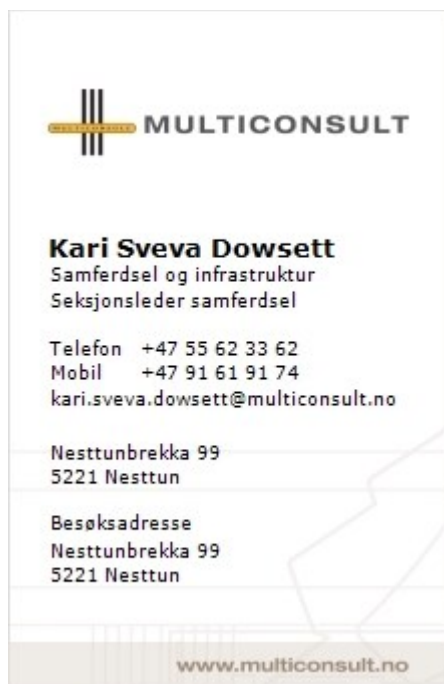 MULTICONSULT
Kari Sveva Dowsett
Samferdsel og infrastruktur
Seksjonsleder samferdsel
Telefon +47 55 62 33 62
Mobil +47 91 61 91 74
kari.sveva.dowsett@multiconsult.no
Nesttunbrekka 99
5221 Nesttun
Besøksadresse
Nesttunbrekka 99
5221 Nesttun
www.multiconsult.no